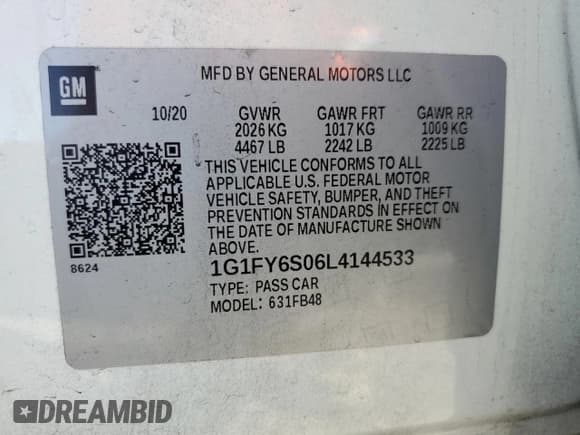 GM
MFD BY GENERAL MOTORS LLC
10/20 GVWR GAWR FRT GAWR RR
2026 KG 1017 KG 1009 KG
4467 LB 2242 LB 2225 LB
THIS VEHICLE CONFORMS TO ALL
APPLICABLE U.S. FEDERAL MOTOR
VEHICLE SAFETY, BUMPER, AND THEFT
PREVENTION STANDARDS IN EFFECT ON
THE DATE OF MANUFACTURE SHOWN
ABOVE.
8624
1G1FY6S06L4144533
TYPE: PASS CAR
MODEL: 631FB48
DREAMBID